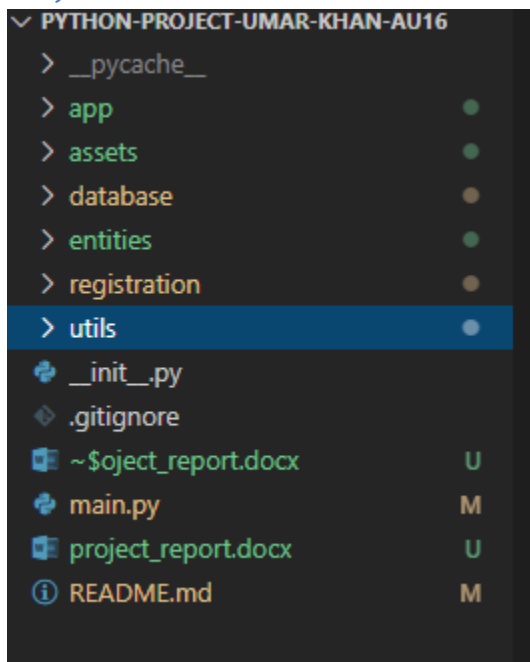 PYTHON-PROJECT-UMAR-KHAN-AU16
__pycache__
app
assets
database
entities
registration
utils
__init__.py
.gitignore
~$oject_report.docx U
main.py M
project_report.docx U
README.md M